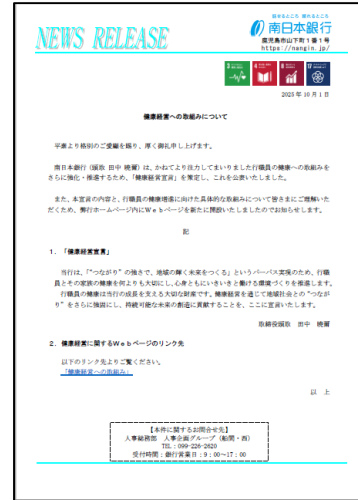 NEWS RELEASE
南日本銀行
鹿児島市山下町1番1号
https://nangin.jp/
2025年10月1日
健康経営への取組みについて
平素より格別のご愛顧を賜り、厚く御礼申し上げます。
南日本銀行(頭取 田中 暁爾)は、かねてより注力してまいりました行職員の健康への取組みを
さらに強化・推進するため、「健康経営宣言」を策定し、これを公表いたしました。
また、本宣言の内容と、行職員の健康増進に向けた具体的な取組みについて皆さまにご理解いた
だくため、弊行ホームページ内にWebページを新たに開設いたしましたのでお知らせします。
記
1.「健康経営宣言」
当行は、「“つながり”の強さで、地域の輝く未来をつくる」というパーパス実現のため、行職
員とその家族の健康を何よりも大切にし、心身ともにいきいきと働ける環境づくりを推進します。
行職員の健康は当行の成長を支える大切な財産です。健康経営を通じて地域社会との“つなが
り”をさらに強固にし、持続可能な未来の創造に貢献することを、ここに宣言いたします。
取締役頭取 田中 暁爾
2.健康経営に関するWebページのリンク先
以下のリンク先よりご覧ください。
「健康経営への取組み」
以 上
【本件に関するお問合せ先】
人事総務部 人事企画グループ(船間・西)
TEL:099-226-2620
受付時間:銀行営業日:9:00~17:00